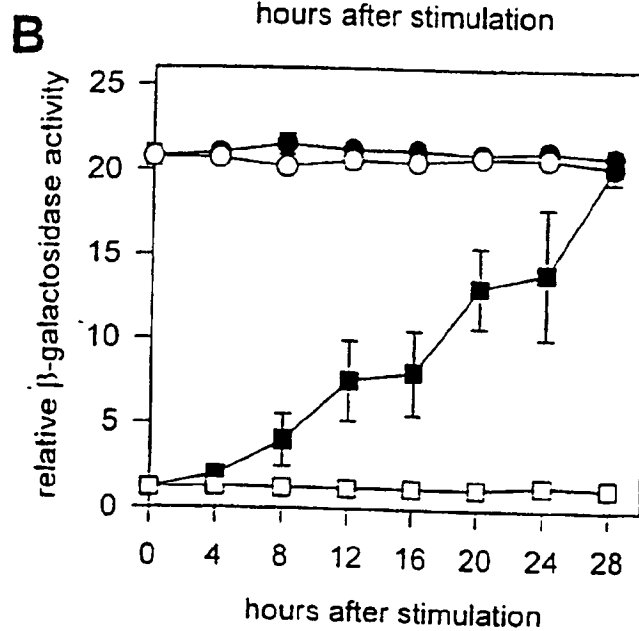 hours after stimulation
B
relative β-galactosidase activity
25
20
15
10
5
0
0 4 8 12 16 20 24 28
hours after stimulation